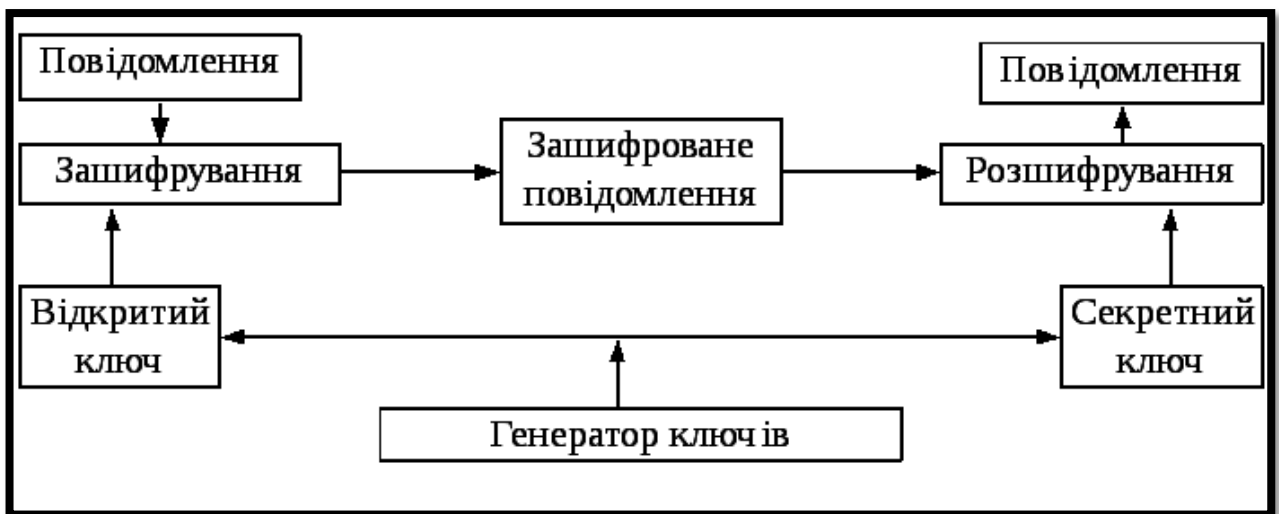 Повідомлення
Повідомлення
Зашифрування
Зашифроване
повідомлення
Розшифрування
Відкритий
ключ
Секретний
ключ
Генератор ключів